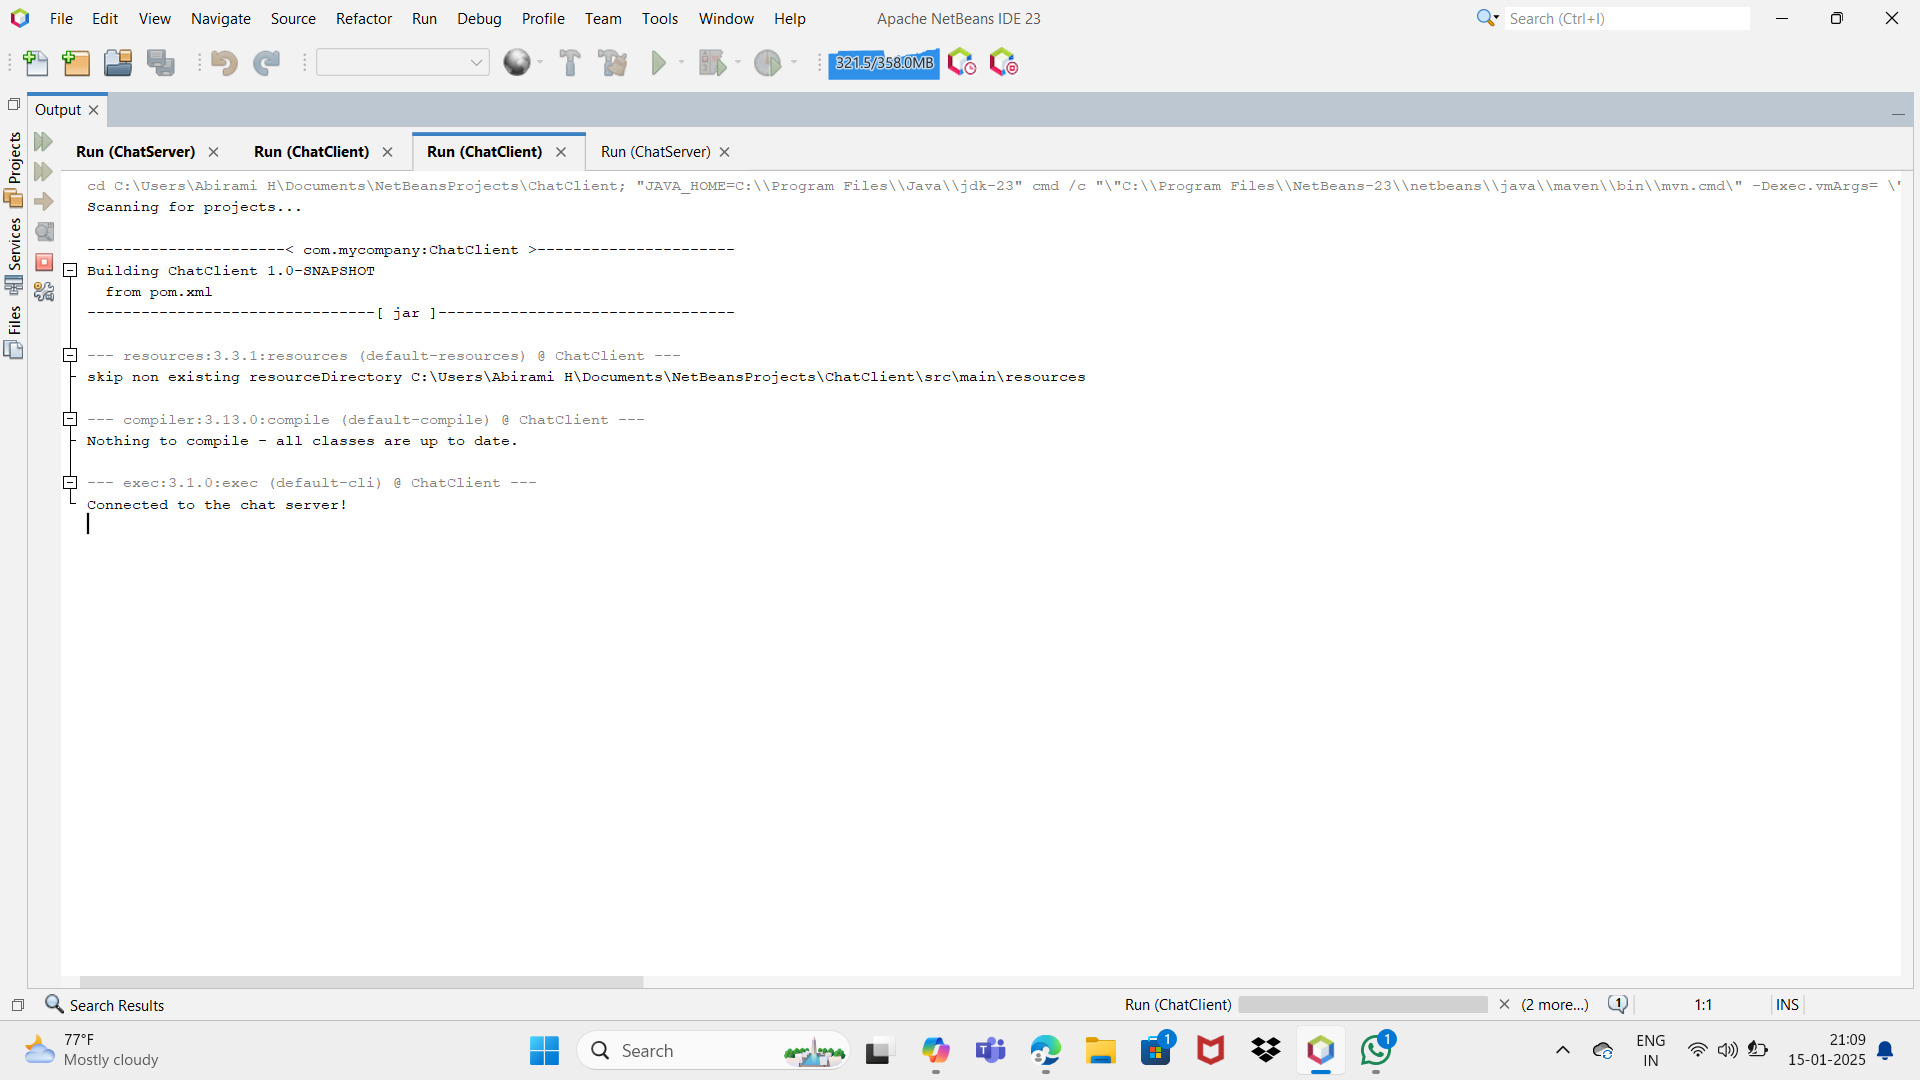 File Edit View Navigate Source Refactor Run Debug Profile Team Tools Window Help Apache NetBeans IDE 23 Search (Ctrl+I)
321.5/358.0MB
Output
Projects
Services
Files
Run (ChatServer) Run (ChatClient) Run (ChatClient) Run (ChatServer)
cd C:\Users\Abirami H\Documents\NetBeansProjects\ChatClient; "JAVA_HOME=C:\\Program Files\\Java\\jdk-23" cmd /c "\"C:\\Program Files\\NetBeans-23\\netbeans\\java\\maven\\bin\\mvn.cmd\" -Dexec.vmArgs= \"
Scanning for projects...
----------------------< com.mycompany:ChatClient >----------------------
Building ChatClient 1.0-SNAPSHOT
from pom.xml
--------------------------------[ jar ]---------------------------------
--- resources:3.3.1:resources (default-resources) @ ChatClient ---
skip non existing resourceDirectory C:\Users\Abirami H\Documents\NetBeansProjects\ChatClient\src\main\resources
--- compiler:3.13.0:compile (default-compile) @ ChatClient ---
Nothing to compile - all classes are up to date.
--- exec:3.1.0:exec (default-cli) @ ChatClient ---
Connected to the chat server!
Search Results Run (ChatClient) (2 more...) 1 1:1 INS
77°F
Mostly cloudy
Search
1
1
ENG
IN
21:09
15-01-2025